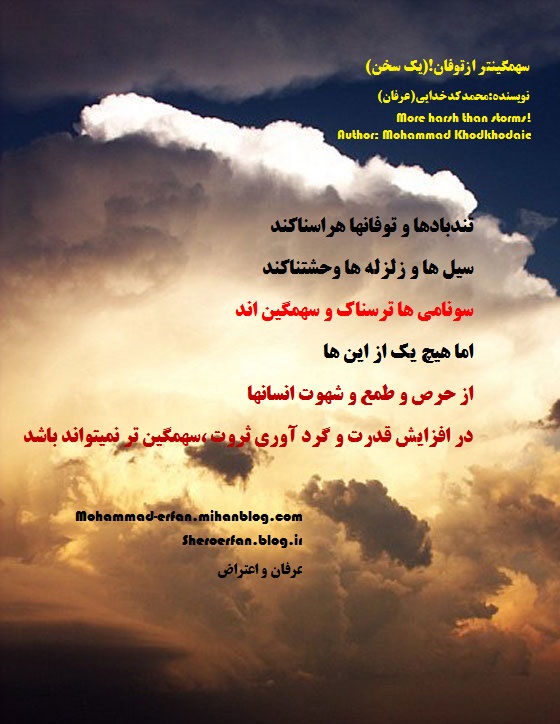 سهمگینتر ازتوفان!(یک سخن)
نویسنده:محمدکدخدایی(عرفان)
More harsh than storms!
Author: Mohammad Khodkhodaie
تندبادها و توفانها هراسناکند
سیل ها و زلزله ها وحشتناکند
سونامی ها ترسناک و سهمگین اند
اما هیچ یک از این ها
از حرص و طمع و شهوت انسانها
در افزایش قدرت و گرد آوری ثروت ،سهمگین تر نمیتواند باشد
Mohammad-erfan.mihanblog.com
Sheroerfan.blog.ir
عرفان و اعتراض